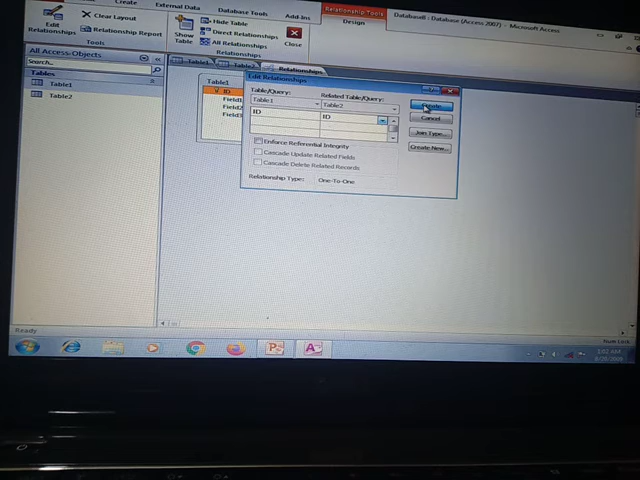 Create
External Data
Database Tools
Add-Ins
Relationship Tools
Design
Database8 : Database (Access 2007) - Microsoft Access
Edit
Relationships
Clear Layout
Relationship Report
Tools
Show
Table
Hide Table
Direct Relationships
All Relationships
Relationships
Close
All Access Objects
Search...
Tables
Table1
Table2
Table1
Table2
Relationships
Table1
ID
Field1
Field2
Field3
Edit Relationships
Table/Query:
Related Table/Query:
Table1
Table2
ID
ID
Enforce Referential Integrity
Cascade Update Related Fields
Cascade Delete Related Records
Relationship Type:
One-To-One
Create
Cancel
Join Type..
Create New..
Ready
Num Lock